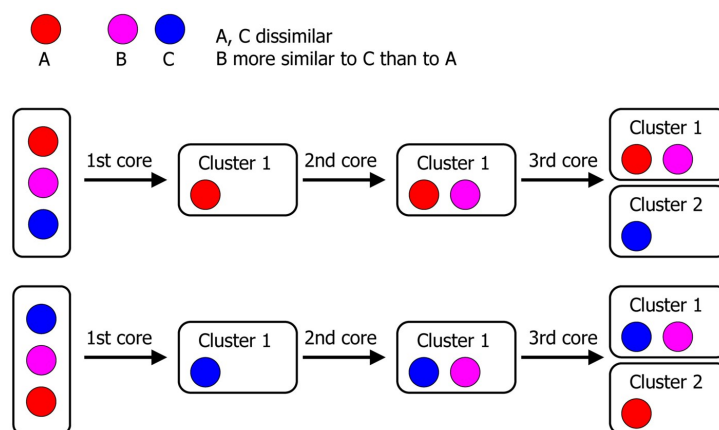 A B C
A, C dissimilar
B more similar to C than to A
1st core
Cluster 1
2nd core
Cluster 1
3rd core
Cluster 1
Cluster 2
1st core
Cluster 1
2nd core
Cluster 1
3rd core
Cluster 1
Cluster 2